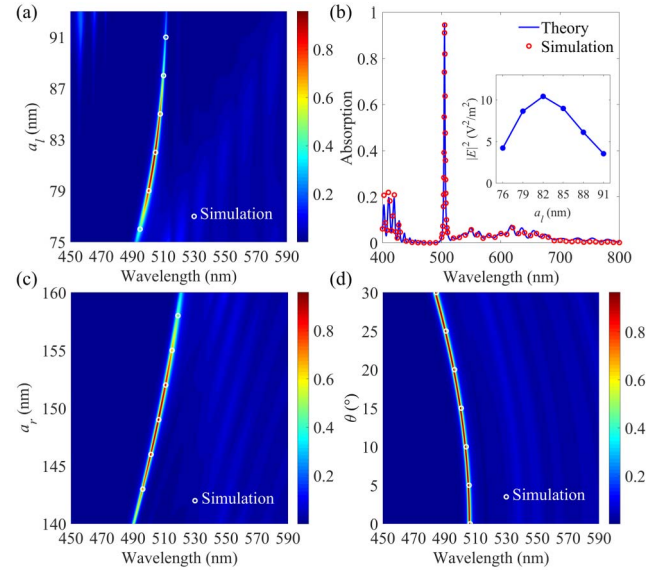 (a)
93
87
83
79
75
a_l (nm)
450 470 490 510 530 550 570 590
Wavelength (nm)
Simulation
0.8
0.6
0.4
0.2
(b)
1
0.8
0.6
0.4
0.2
0
Absorption
400 500 600 700 800
Wavelength (nm)
Theory
Simulation
|E|² (V²/m²)
10
5
0
76 79 82 85 88 91
a_l (nm)
(c)
160
155
150
145
140
a_r (nm)
450 470 490 510 530 550 570 590
Wavelength (nm)
Simulation
0.8
0.6
0.4
0.2
(d)
30
25
20
15
10
5
0
θ (°)
450 470 490 510 530 550 570 590
Wavelength (nm)
Simulation
0.8
0.6
0.4
0.2